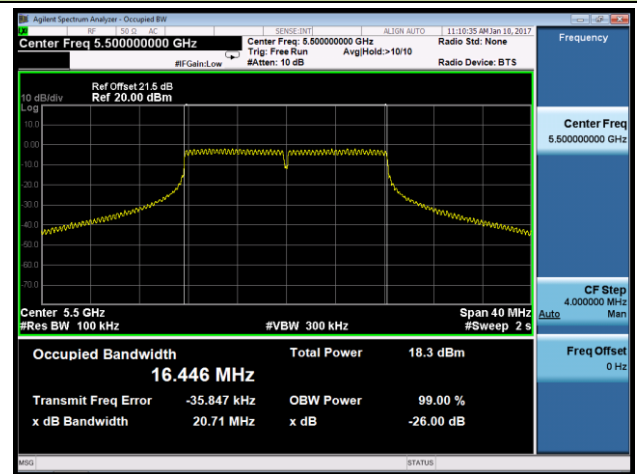 Agilent Spectrum Analyzer - Occupied BW
RF 50 Ω AC SENSE:INT ALIGN AUTO 11:10:35 AM Jan 10, 2017
Center Freq 5.500000000 GHz
Center Freq: 5.500000000 GHz Radio Std: None
Trig: Free Run Avg|Hold:>10/10
#IFGain:Low #Atten: 10 dB Radio Device: BTS
Frequency
Ref Offset 21.5 dB
10 dB/div Ref 20.00 dBm
Log
10.0
0.00
-10.0
-20.0
-30.0
-40.0
-50.0
-60.0
-70.0
Center Freq
5.500000000 GHz
Center 5.5 GHz Span 40 MHz
#Res BW 100 kHz #VBW 300 kHz #Sweep 2 s
CF Step
4.000000 MHz
Auto Man
Occupied Bandwidth Total Power 18.3 dBm
16.446 MHz
Transmit Freq Error -35.847 kHz OBW Power 99.00 %
x dB Bandwidth 20.71 MHz x dB -26.00 dB
Freq Offset
0 Hz
MSG STATUS